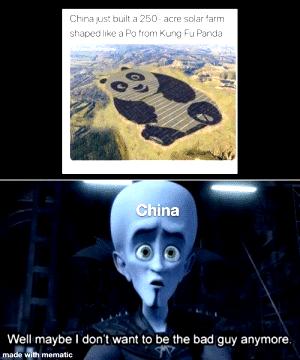 China just built a 250- acre solar farm
shaped like a Po from Kung Fu Panda
China
Well maybe I don't want to be the bad guy anymore.
made with mematic